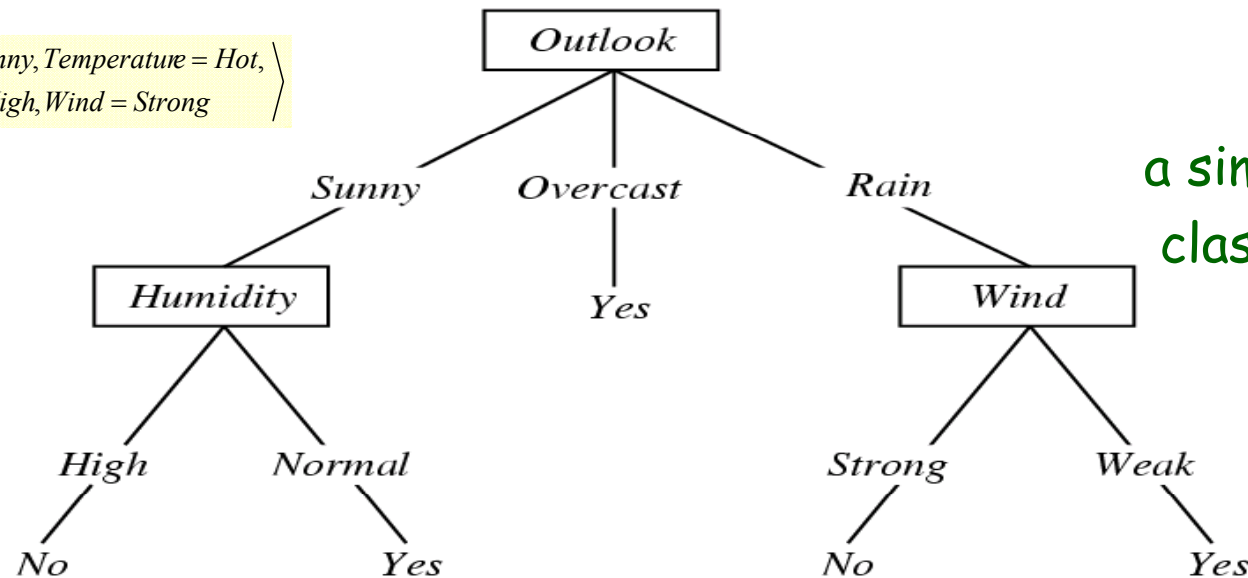 Outlook
nny, Temperature = Hot,
igh, Wind = Strong
a sin
Sunny
Overcast
Rain
clas
Humidity
Yes
Wind
High
Normal
Strong
Weak
No
Yes
No
Yes